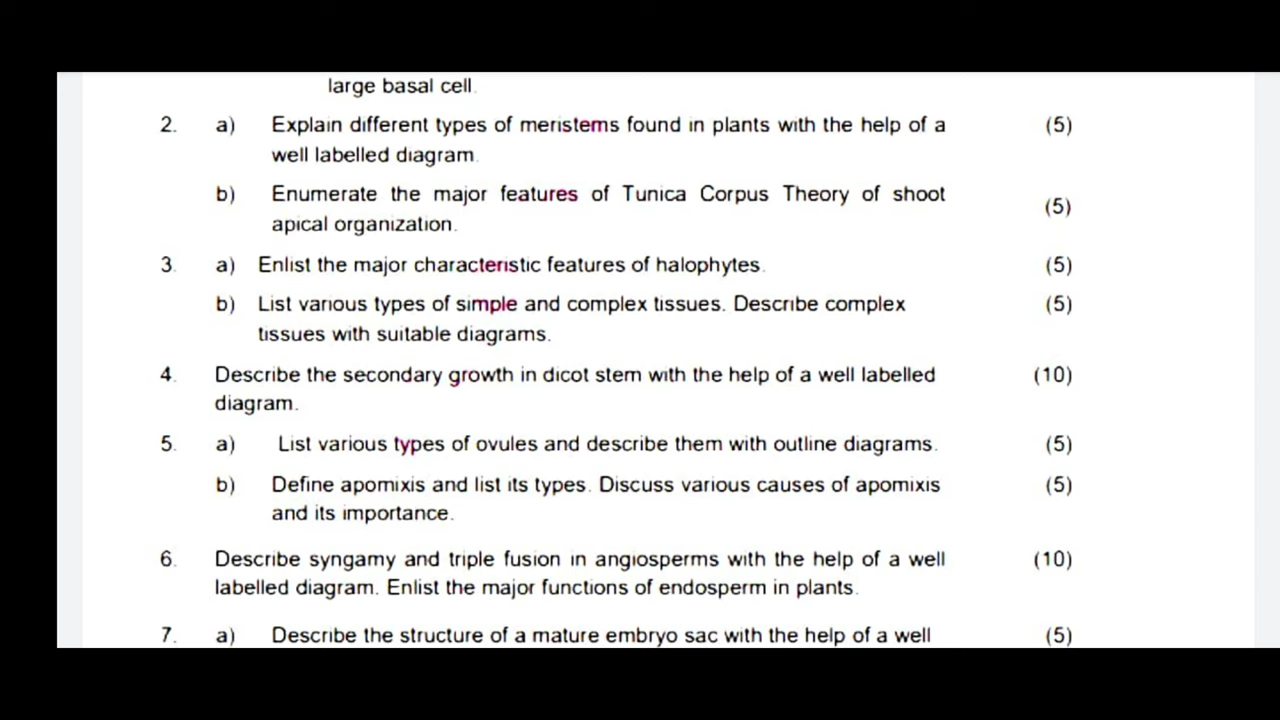 large basal cell.
2. a) Explain different types of meristems found in plants with the help of a (5)
well labelled diagram.
b) Enumerate the major features of Tunica Corpus Theory of shoot (5)
apical organization.
3. a) Enlist the major characteristic features of halophytes. (5)
b) List various types of simple and complex tissues. Describe complex (5)
tissues with suitable diagrams.
4. Describe the secondary growth in dicot stem with the help of a well labelled (10)
diagram.
5. a) List various types of ovules and describe them with outline diagrams. (5)
b) Define apomixis and list its types. Discuss various causes of apomixis (5)
and its importance.
6. Describe syngamy and triple fusion in angiosperms with the help of a well (10)
labelled diagram. Enlist the major functions of endosperm in plants.
7. a) Describe the structure of a mature embryo sac with the help of a well (5)